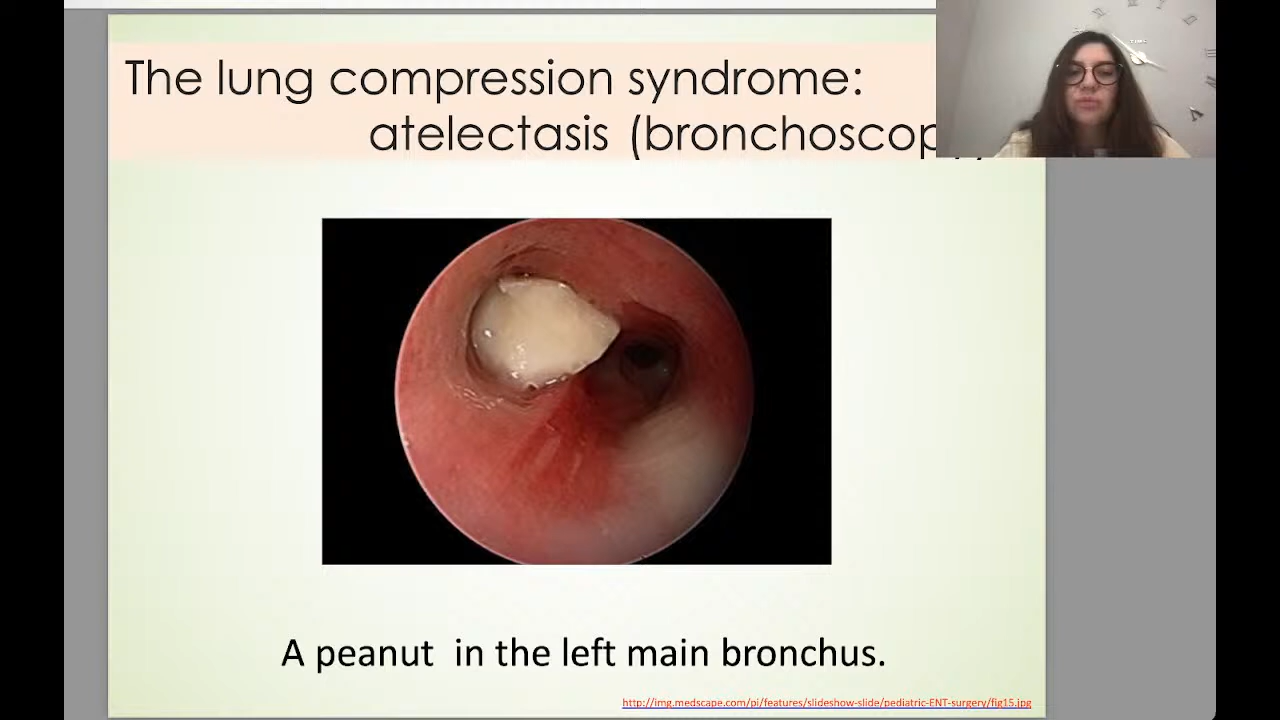 The lung compression syndrome:
atelectasis (bronchoscopy)
A peanut in the left main bronchus.
http://img.medscape.com/pi/features/slideshow-slide/pediatric-ENT-surgery/fig15.jpg